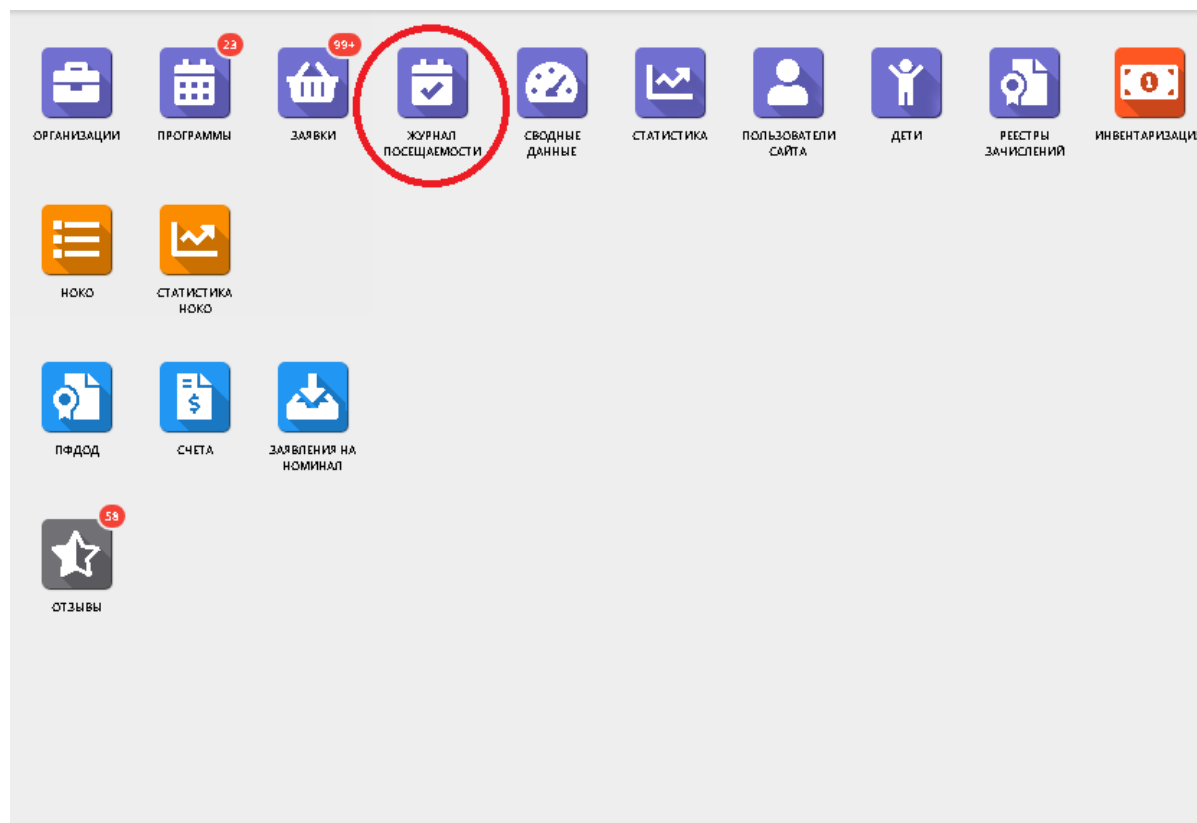 23
99+
ОРГАНИЗАЦИИ
ПРОГРАММЫ
ЗАЯВКИ
ЖУРНАЛ
ПОСЕЩАЕМОСТИ
СВОДНЫЕ
ДАННЫЕ
СТАТИСТИКА
ПОЛЬЗОВАТЕЛИ
САЙТА
ДЕТИ
РЕЕСТРЫ
ЗАЧИСЛЕНИЙ
1
ИНВЕНТАРИЗАЦИ
НОКО
СТАТИСТИКА
НОКО
ПФДОД
$
СЧЕТА
ЗАЯВЛЕНИЯ НА
НОМИНАЛ
58
ОТЗЫВЫ